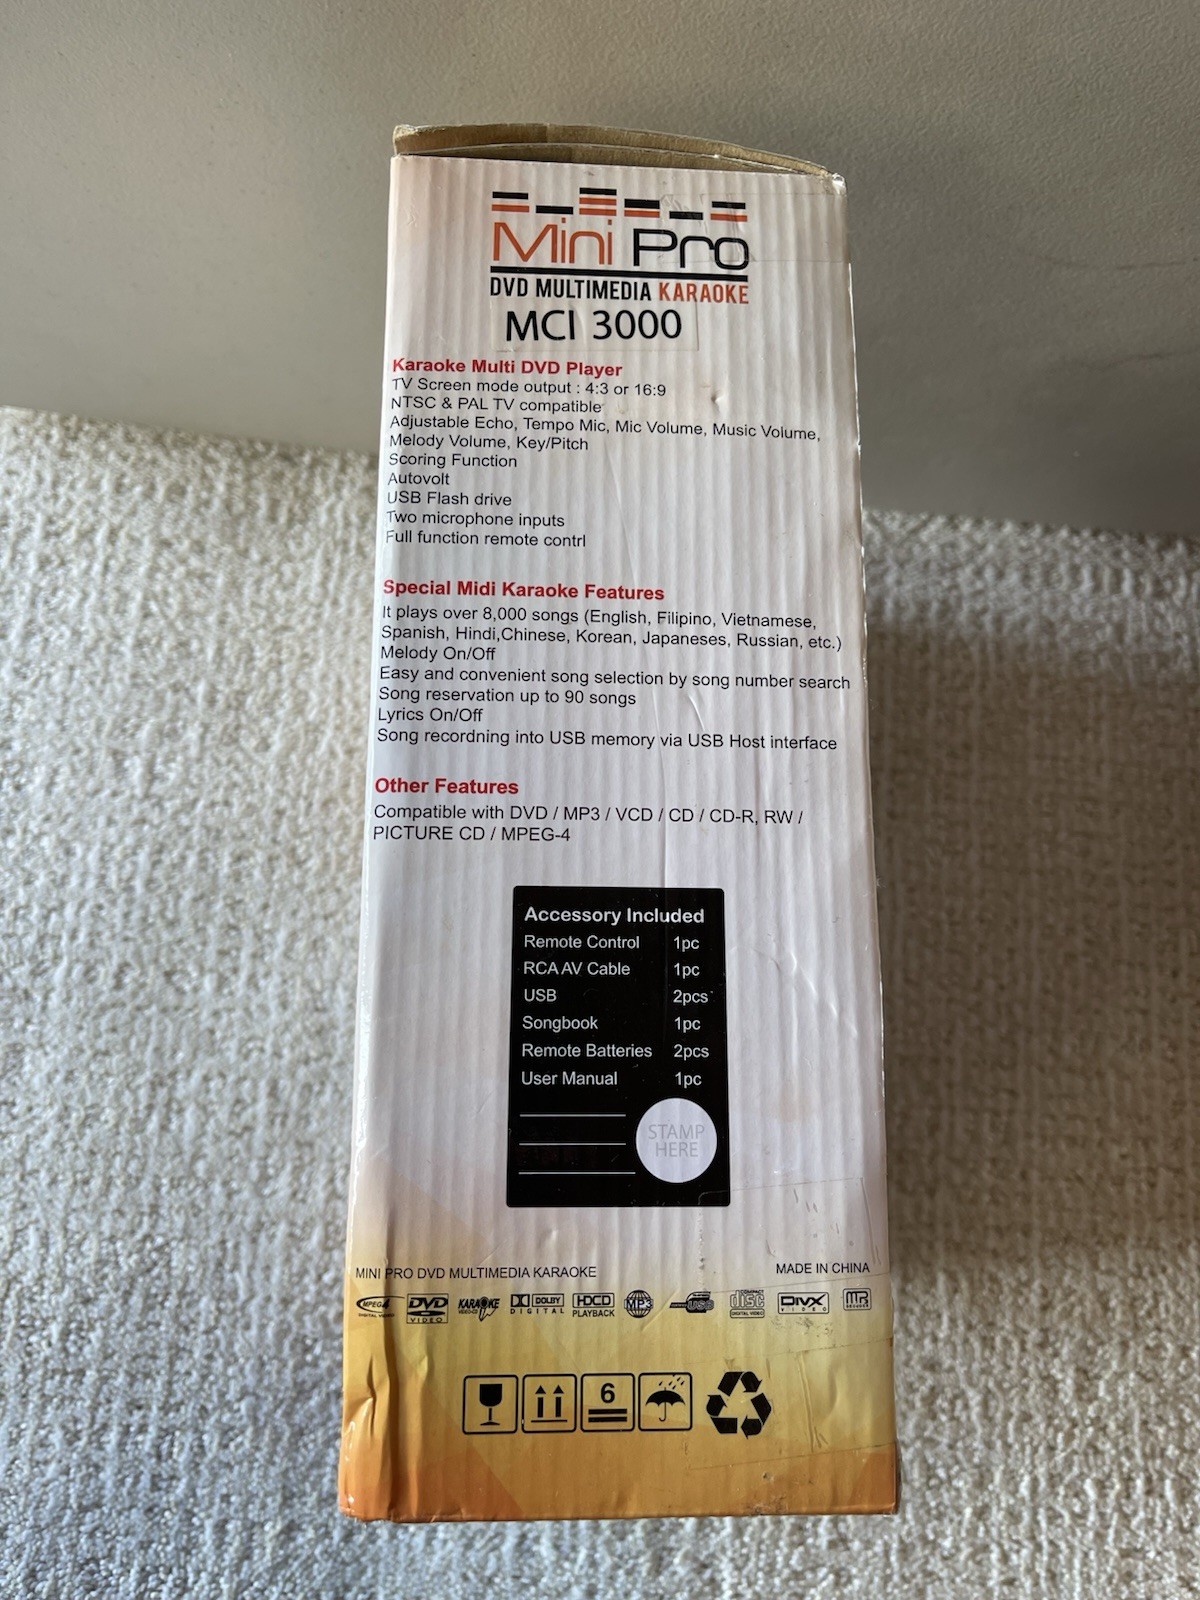 Mini Pro
DVD MULTIMEDIA KARAOKE
MCI 3000
Karaoke Multi DVD Player
TV Screen mode output : 4:3 or 16:9
NTSC & PAL TV compatible
Adjustable Echo, Tempo Mic, Mic Volume, Music Volume,
Melody Volume, Key/Pitch
Scoring Function
Autovolt
USB Flash drive
Two microphone inputs
Full function remote contrl
Special Midi Karaoke Features
It plays over 8,000 songs (English, Filipino, Vietnamese,
Spanish, Hindi,Chinese, Korean, Japaneses, Russian, etc.)
Melody On/Off
Easy and convenient song selection by song number search
Song reservation up to 90 songs
Lyrics On/Off
Song recordning into USB memory via USB Host interface
Other Features
Compatible with DVD / MP3 / VCD / CD / CD-R, RW /
PICTURE CD / MPEG-4
Accessory Included
Remote Control 1pc
RCA AV Cable 1pc
USB 2pcs
Songbook 1pc
Remote Batteries 2pcs
User Manual 1pc
STAMP
HERE
MINI PRO DVD MULTIMEDIA KARAOKE MADE IN CHINA
MPEG4 DVD VIDEO KARAOKE DOLBY DIGITAL HDCD PLAYBACK MP3 USB COMPACT disc DIGITAL VIDEO DIVX VIDEO
6